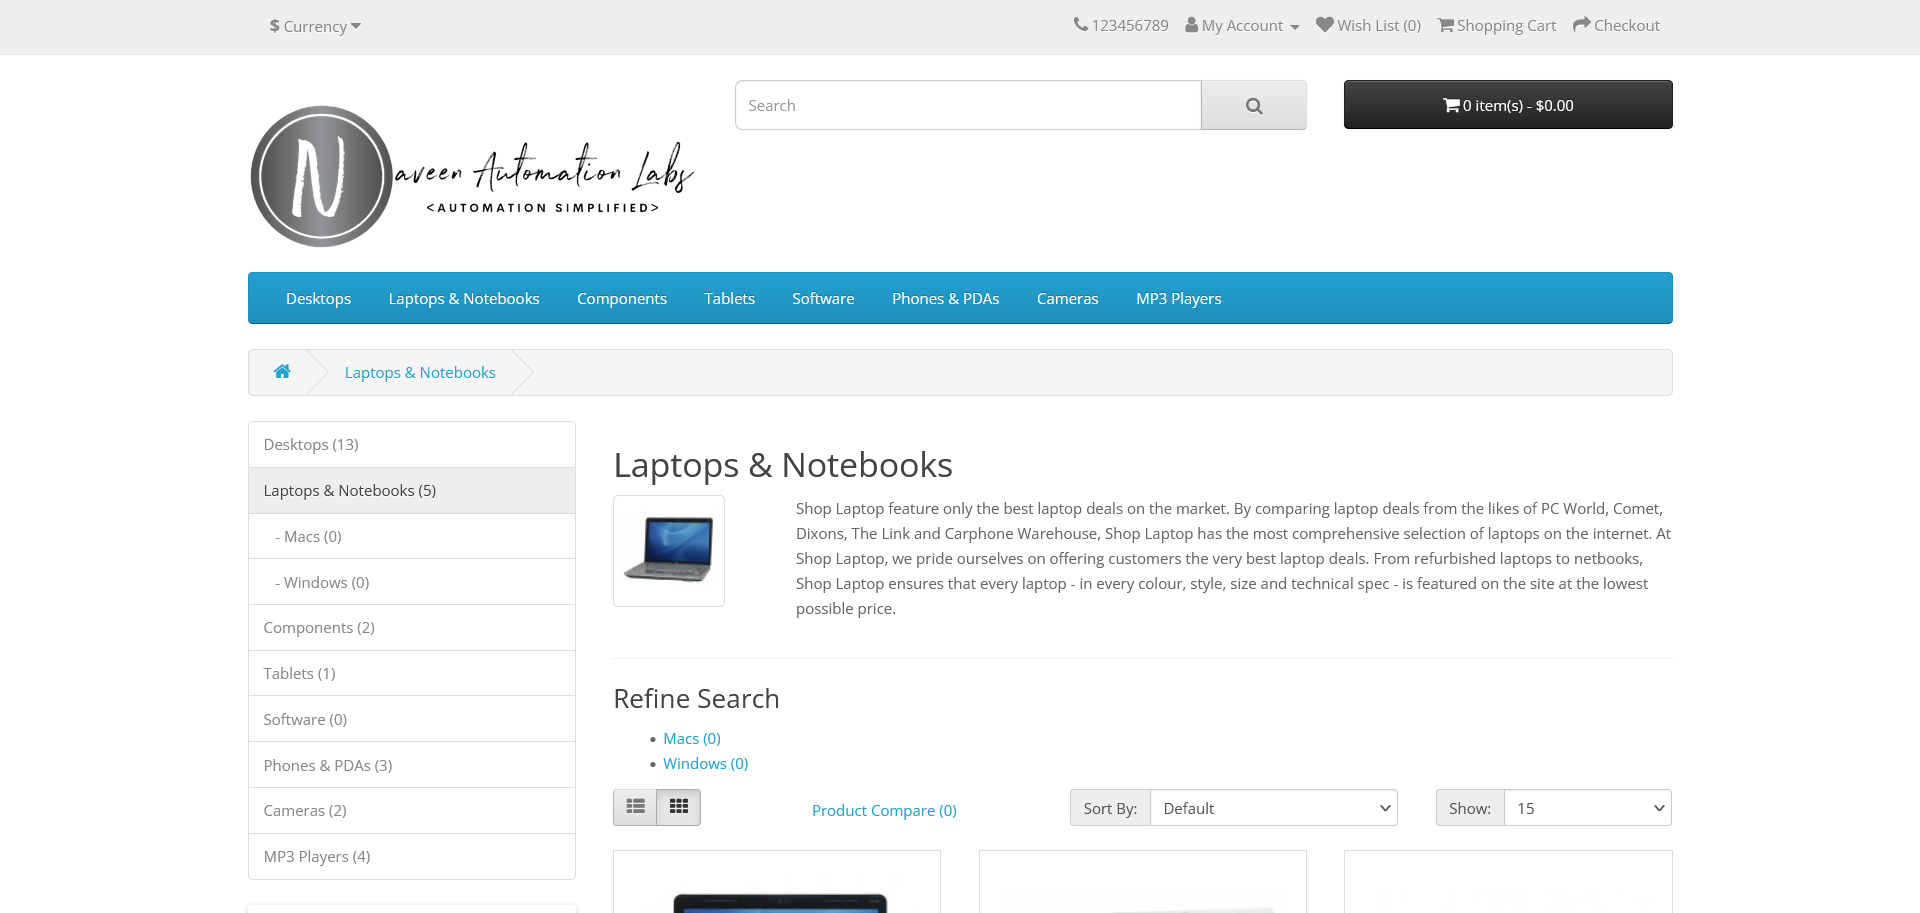 $ Currency
123456789 My Account Wish List (0) Shopping Cart Checkout
Search
0 item(s) - $0.00
Naveen Automation Labs
<AUTOMATION SIMPLIFIED>
Desktops Laptops & Notebooks Components Tablets Software Phones & PDAs Cameras MP3 Players
Laptops & Notebooks
Desktops (13)
Laptops & Notebooks (5)
- Macs (0)
- Windows (0)
Components (2)
Tablets (1)
Software (0)
Phones & PDAs (3)
Cameras (2)
MP3 Players (4)
Laptops & Notebooks
Shop Laptop feature only the best laptop deals on the market. By comparing laptop deals from the likes of PC World, Comet,
Dixons, The Link and Carphone Warehouse, Shop Laptop has the most comprehensive selection of laptops on the internet. At
Shop Laptop, we pride ourselves on offering customers the very best laptop deals. From refurbished laptops to netbooks,
Shop Laptop ensures that every laptop - in every colour, style, size and technical spec - is featured on the site at the lowest
possible price.
Refine Search
Macs (0)
Windows (0)
Product Compare (0)
Sort By: Default
Show: 15